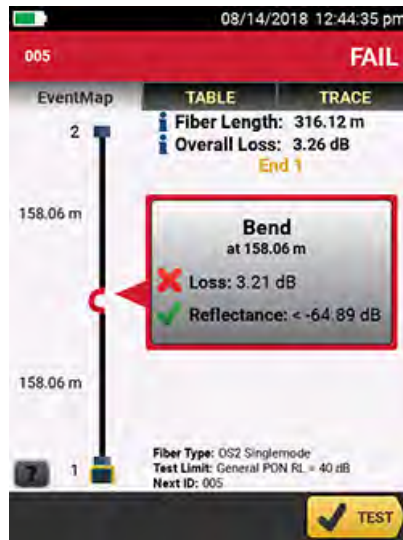 08/14/2018 12:44:35 pm
005 FAIL
EventMap TABLE TRACE
2 Fiber Length: 316.12 m
Overall Loss: 3.26 dB
End 1
158.06 m
Bend
at 158.06 m
Loss: 3.21 dB
Reflectance: < -64.89 dB
158.06 m
Fiber Type: OS2 Singlemode
Test Limit: General PON RL = 40 dB
? 1 Next ID: 005
TEST